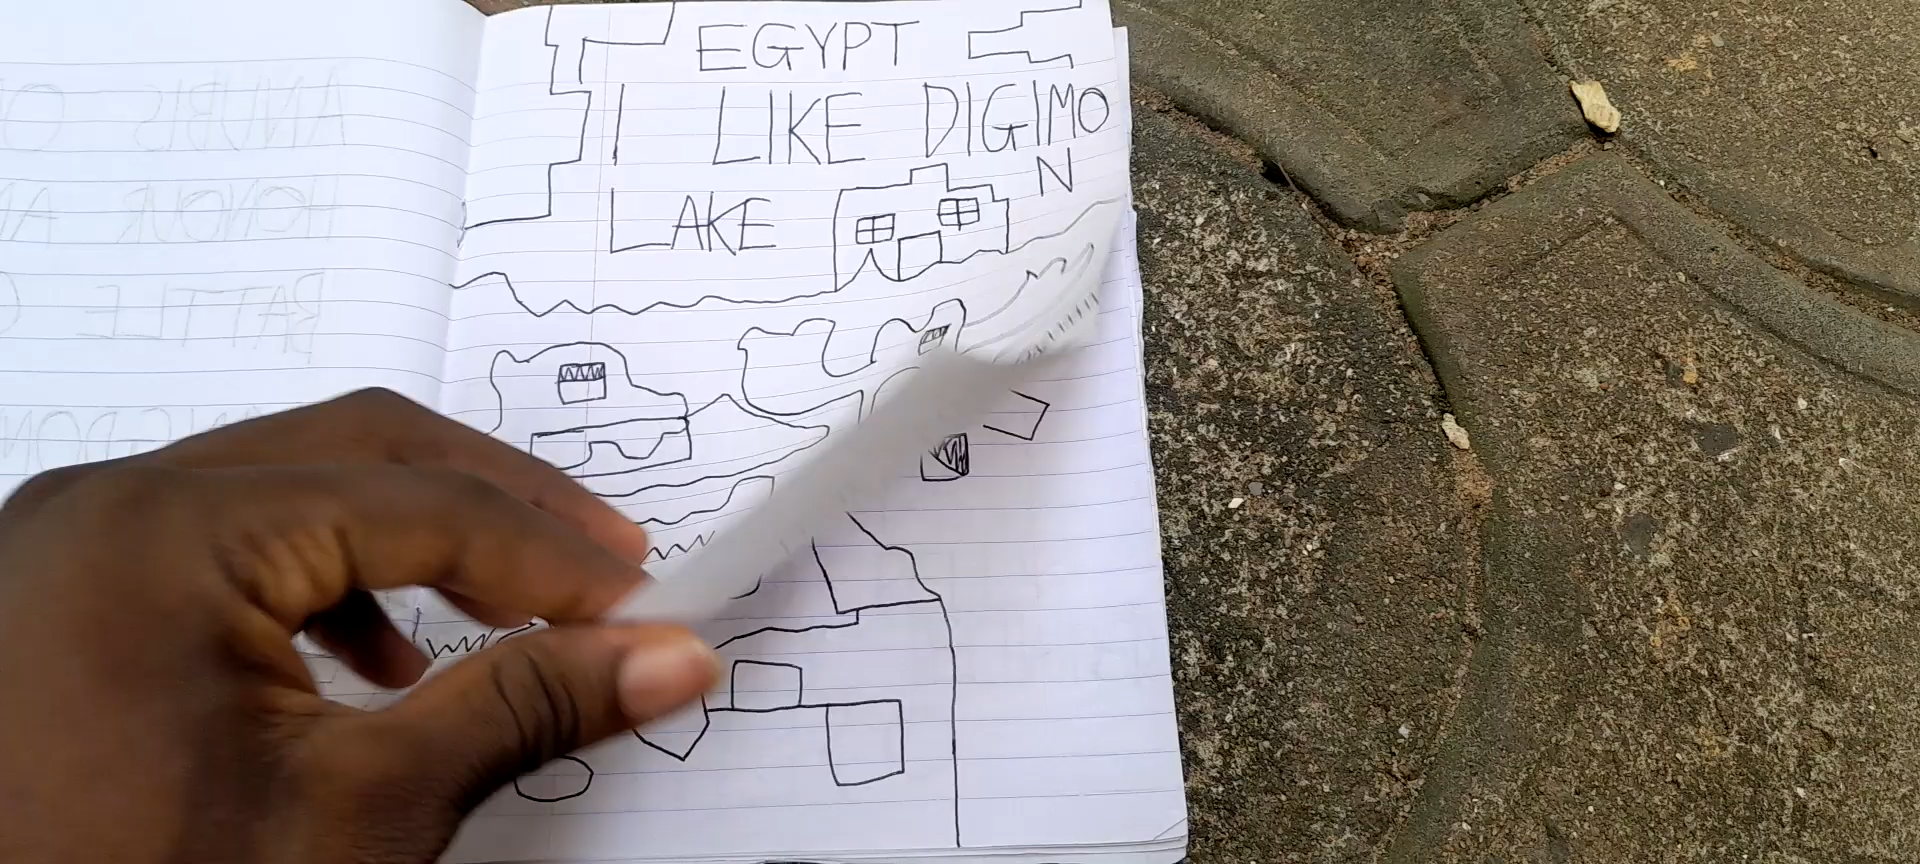 EGYPT
I LIKE DIGIMO
N
LAKE
ANUBIS
HONOUR
BATTLE